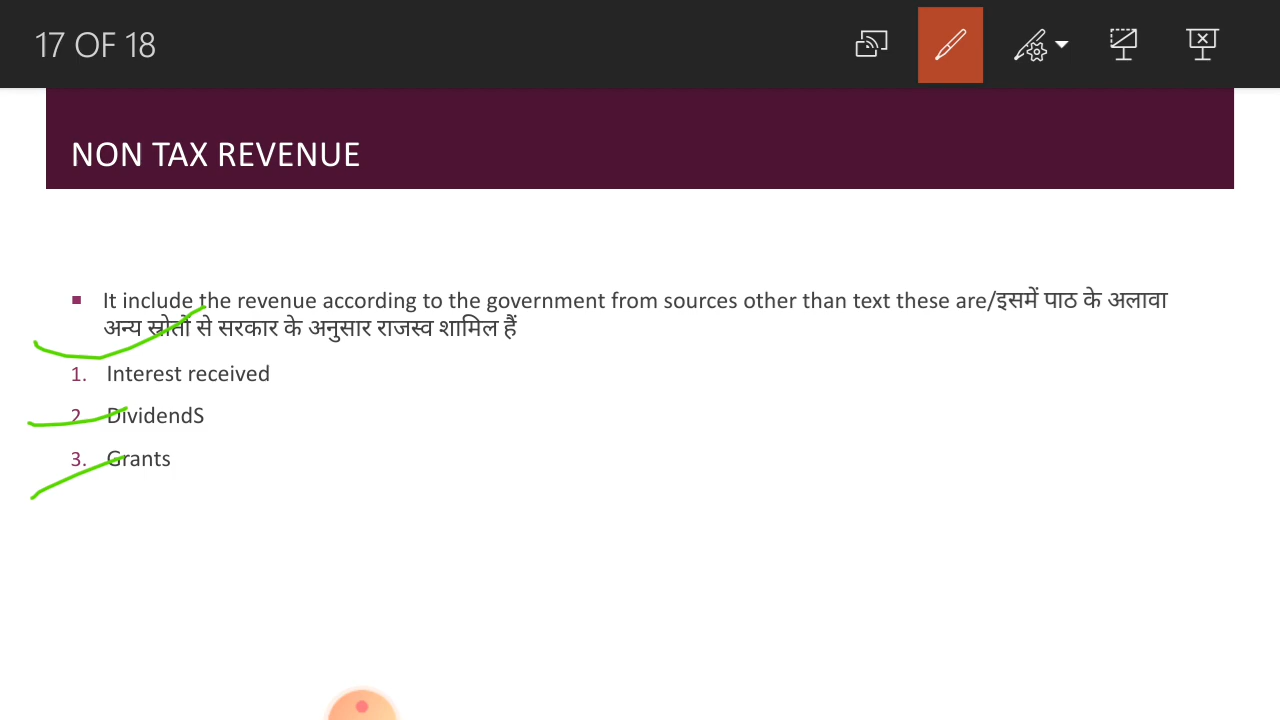 17 OF 18
NON TAX REVENUE
▪ It include the revenue according to the government from sources other than text these are/इसमें पाठ के अलावा
अन्य स्रोतों से सरकार के अनुसार राजस्व शामिल हैं
1. Interest received
2. DividendS
3. Grants